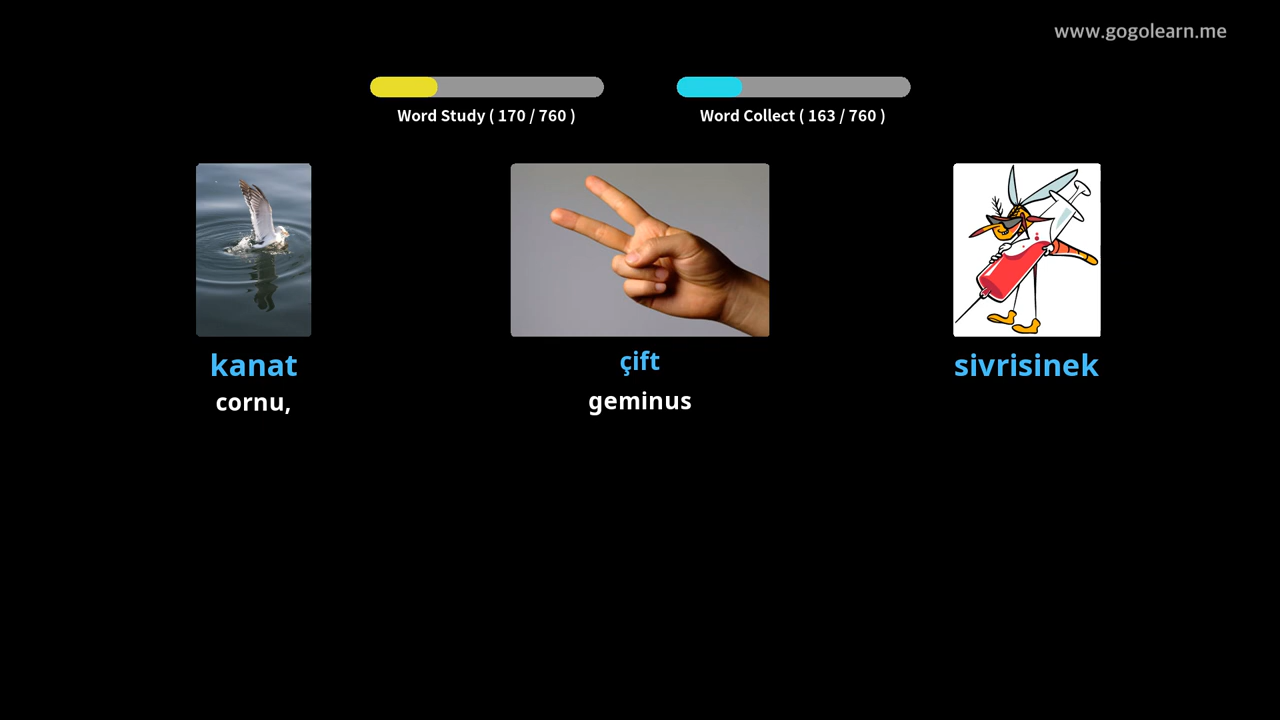 www.gogolearn.me
Word Study ( 170 / 760 )
Word Collect ( 163 / 760 )
kanat
cornu,
çift
geminus
sivrisinek